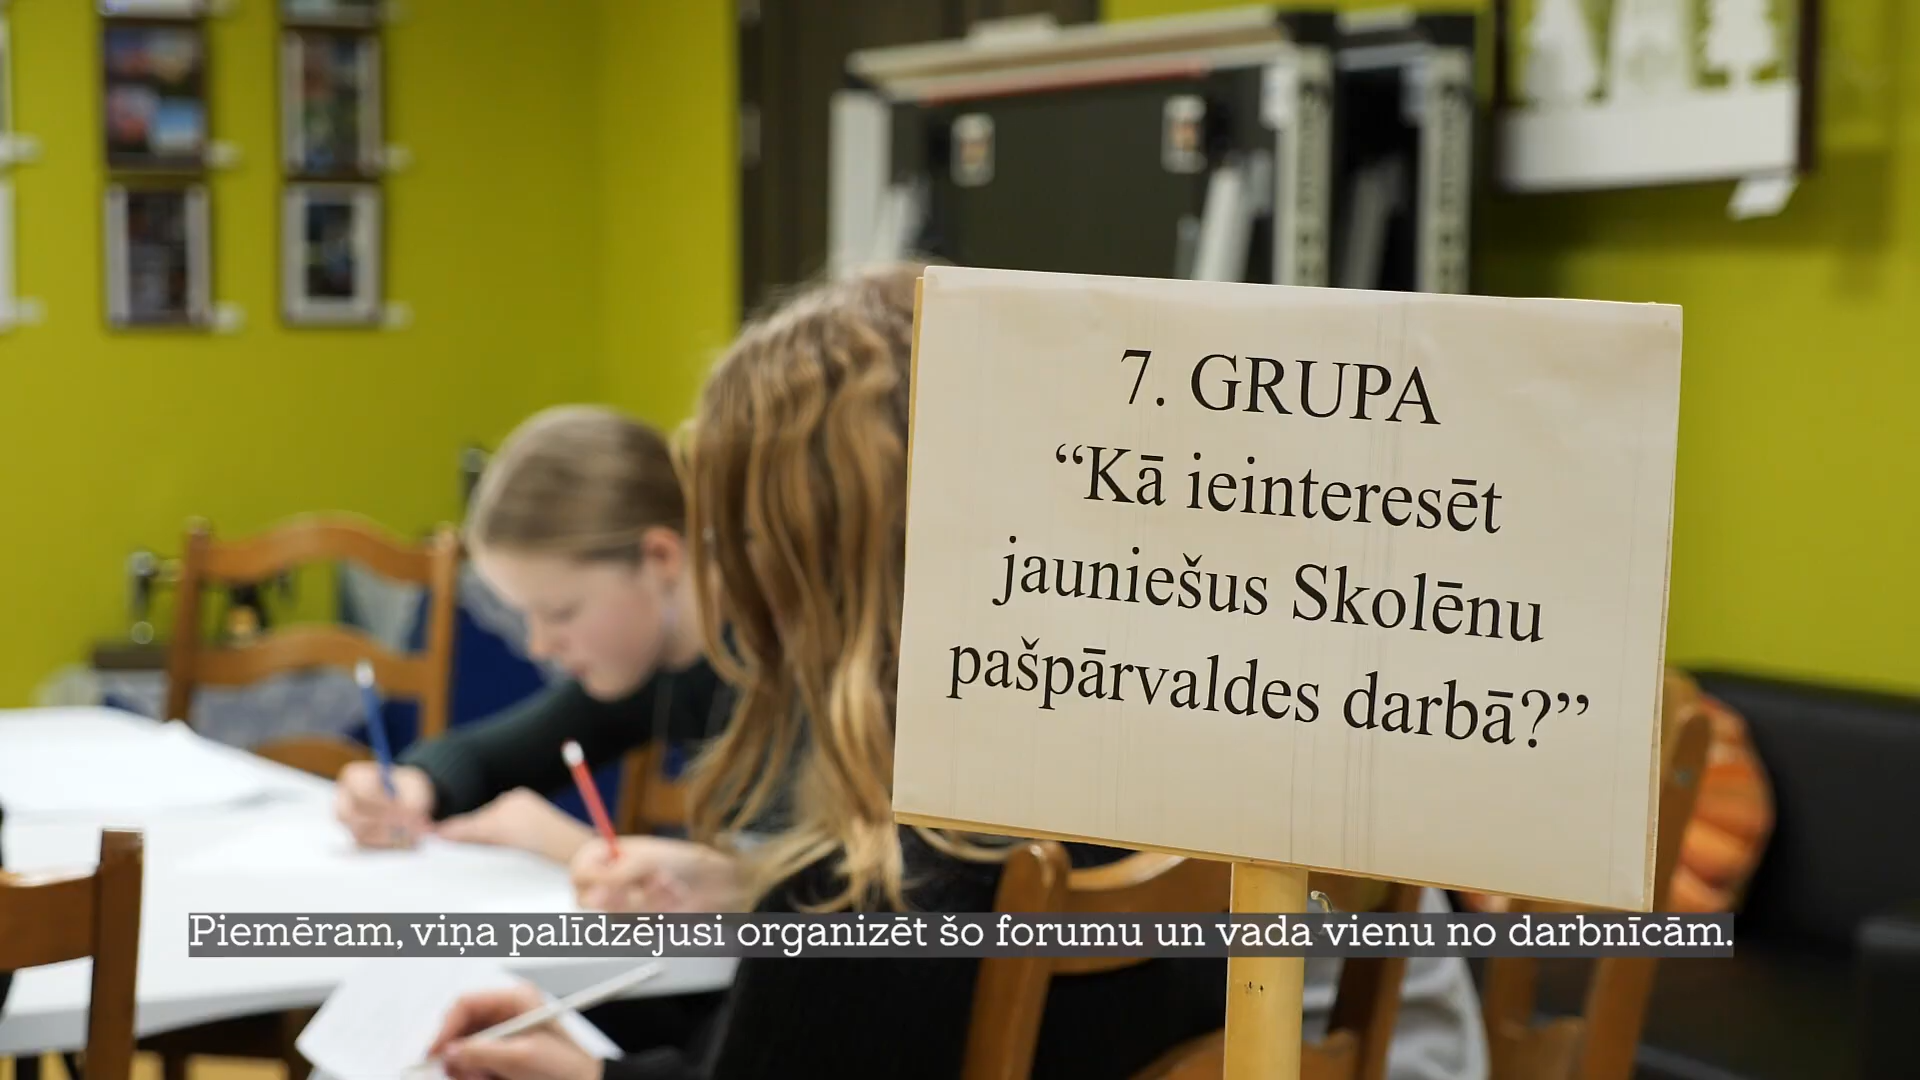 7. GRUPA
“Kā ieinteresēt
jauniešus Skolēnu
pašpārvaldes darbā?”
Piemēram, viņa palīdzējusi organizēt šo forumu un vada vienu no darbnīcām.